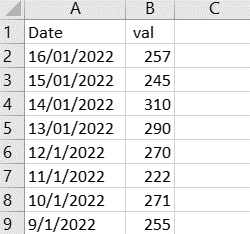 A B C
1 Date val
2 16/01/2022 257
3 15/01/2022 245
4 14/01/2022 310
5 13/01/2022 290
6 12/1/2022 270
7 11/1/2022 222
8 10/1/2022 271
9 9/1/2022 255